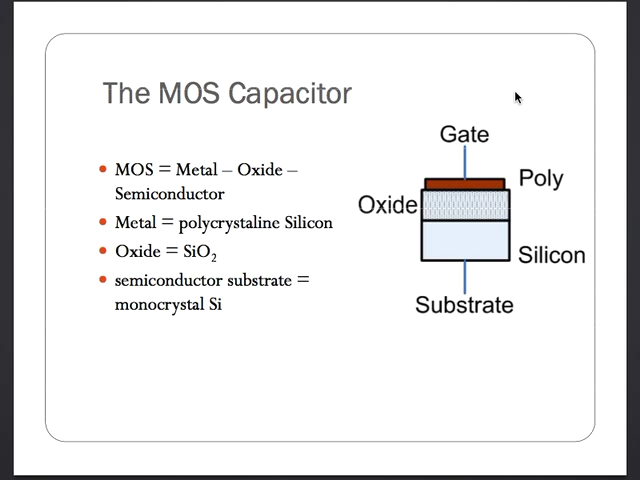 The MOS Capacitor
• MOS = Metal – Oxide –
Semiconductor
• Metal = polycrystaline Silicon
• Oxide = SiO₂
• semiconductor substrate =
monocrystal Si
Gate
Poly
Oxide
Silicon
Substrate